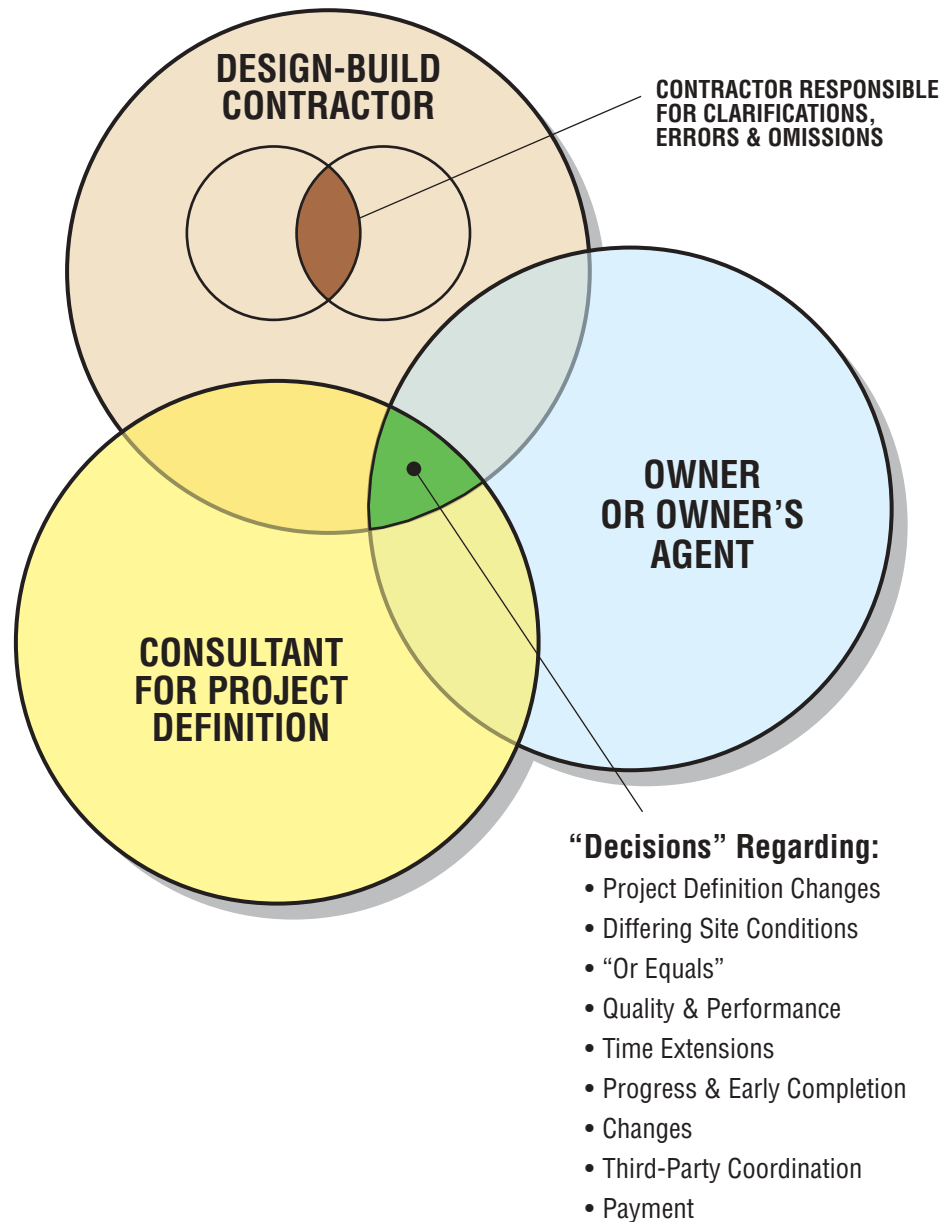 DESIGN-BUILD
CONTRACTOR
CONTRACTOR RESPONSIBLE
FOR CLARIFICATIONS,
ERRORS & OMISSIONS
OWNER
OR OWNER’S
AGENT
CONSULTANT
FOR PROJECT
DEFINITION
“Decisions” Regarding:
• Project Definition Changes
• Differing Site Conditions
• “Or Equals”
• Quality & Performance
• Time Extensions
• Progress & Early Completion
• Changes
• Third-Party Coordination
• Payment